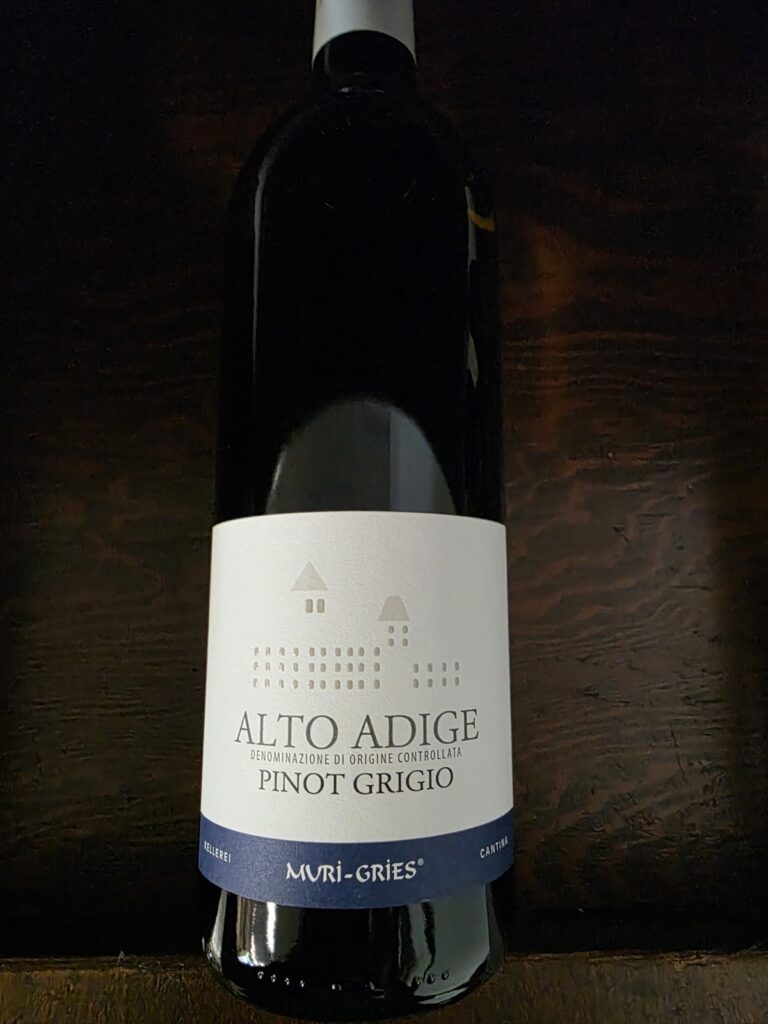 ALTO ADIGE
DENOMINAZIONE DI ORIGINE CONTROLLATA
PINOT GRIGIO
KELLEREI MURI-GRIES® CANTINA